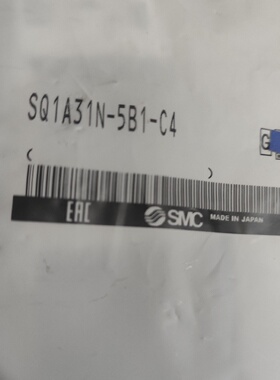 SQ1A31N-5B1-C4
G
( )
EAC SMC MADE IN JAPAN